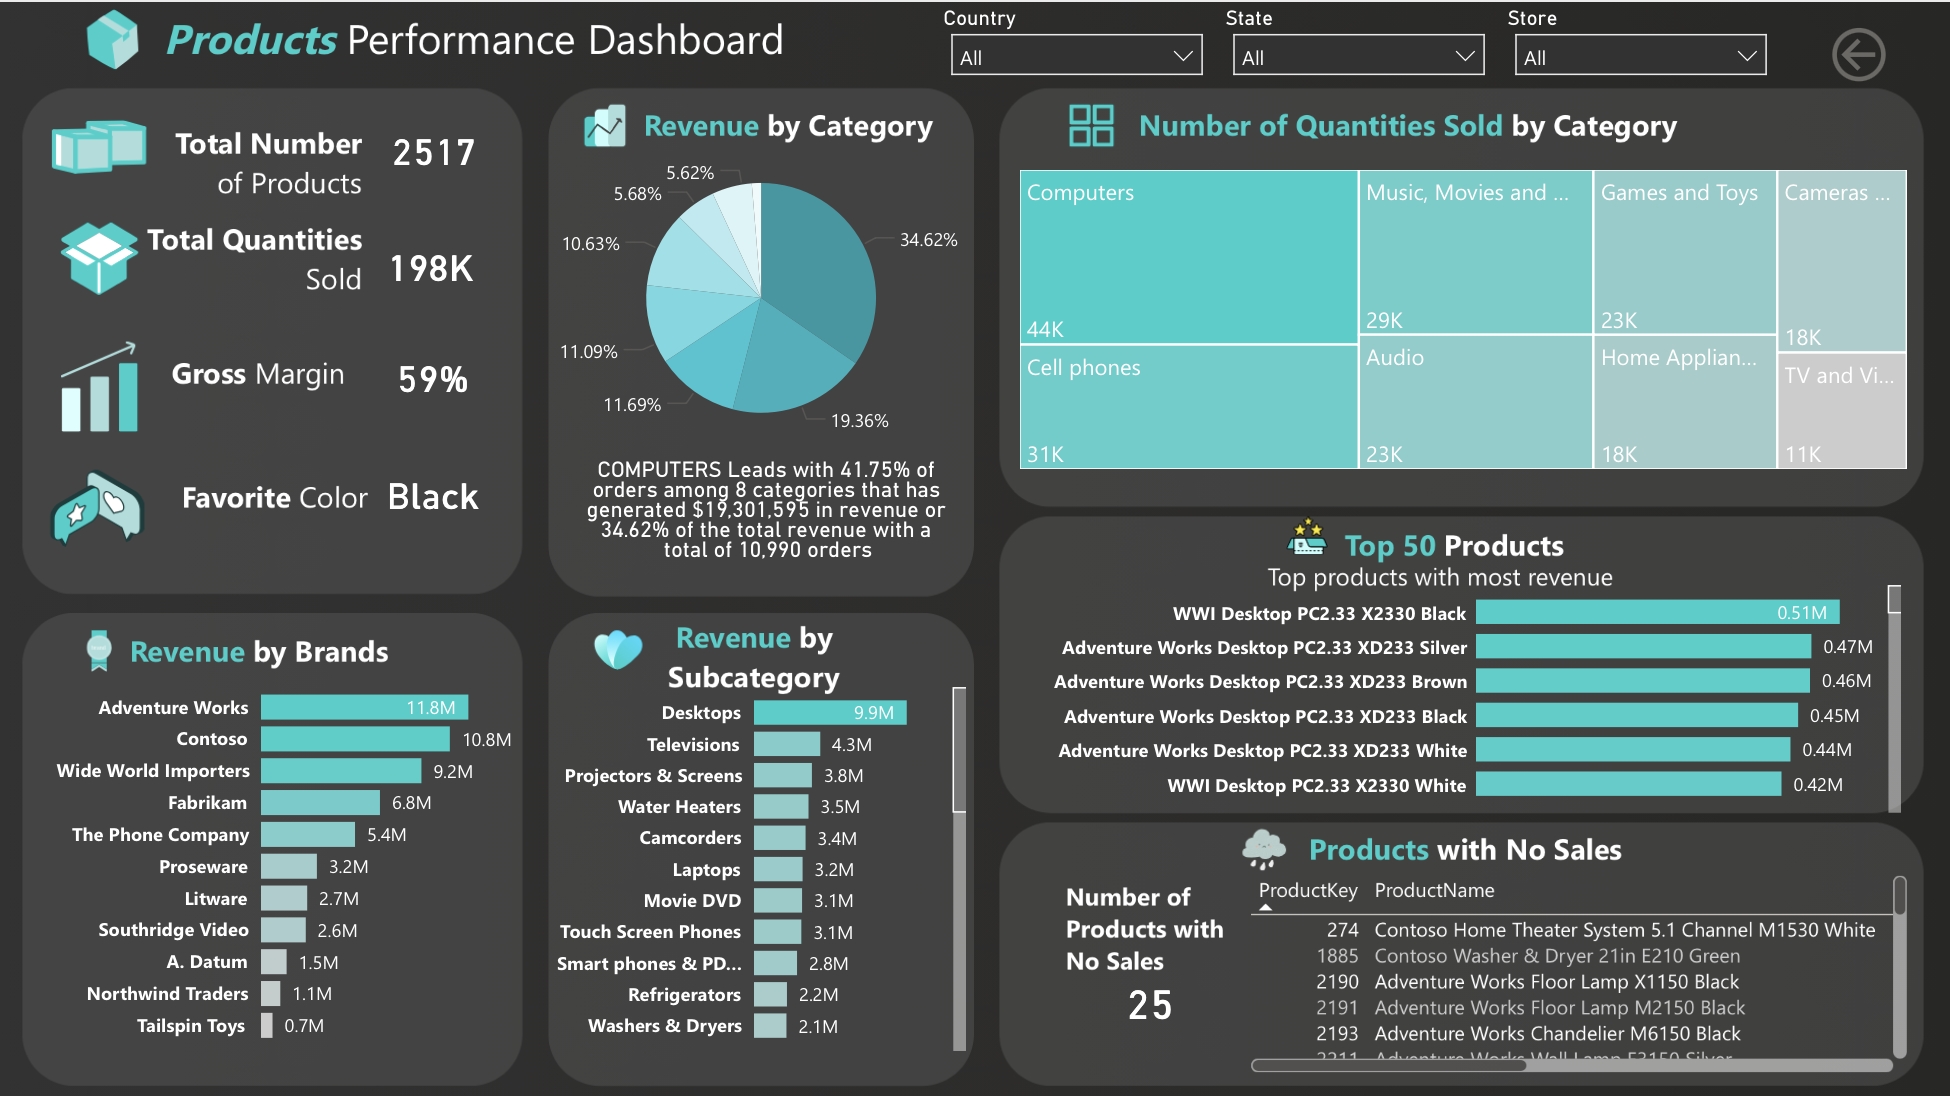 Products Performance Dashboard
Country
State
Store
All
All
All
Total Number
of Products
2517
Total Quantities
Sold
198K
Gross Margin
59%
Favorite Color
Black
Revenue by Category
5.62%
5.68%
10.63%
34.62%
11.09%
11.69%
19.36%
COMPUTERS Leads with 41.75% of
orders among 8 categories that has
generated $19,301,595 in revenue or
34.62% of the total revenue with a
total of 10,990 orders
Number of Quantities Sold by Category
Computers
44K
Cell phones
31K
Music, Movies and ...
29K
Audio
23K
Games and Toys
23K
Home Applian...
18K
Cameras ...
18K
TV and Vi...
11K
Revenue by Brands
Adventure Works 11.8M
Contoso 10.8M
Wide World Importers 9.2M
Fabrikam 6.8M
The Phone Company 5.4M
Proseware 3.2M
Litware 2.7M
Southridge Video 2.6M
A. Datum 1.5M
Northwind Traders 1.1M
Tailspin Toys 0.7M
Revenue by
Subcategory
Desktops 9.9M
Televisions 4.3M
Projectors & Screens 3.8M
Water Heaters 3.5M
Camcorders 3.4M
Laptops 3.2M
Movie DVD 3.1M
Touch Screen Phones 3.1M
Smart phones & PD... 2.8M
Refrigerators 2.2M
Washers & Dryers 2.1M
Top 50 Products
Top products with most revenue
WWI Desktop PC2.33 X2330 Black 0.51M
Adventure Works Desktop PC2.33 XD233 Silver 0.47M
Adventure Works Desktop PC2.33 XD233 Brown 0.46M
Adventure Works Desktop PC2.33 XD233 Black 0.45M
Adventure Works Desktop PC2.33 XD233 White 0.44M
WWI Desktop PC2.33 X2330 White 0.42M
Products with No Sales
Number of
Products with
No Sales
25
ProductKey ProductName
274 Contoso Home Theater System 5.1 Channel M1530 White
1885 Contoso Washer & Dryer 21in E210 Green
2190 Adventure Works Floor Lamp X1150 Black
2191 Adventure Works Floor Lamp M2150 Black
2193 Adventure Works Chandelier M6150 Black
2211 Adventure Works Wall Lamp E3150 Silver